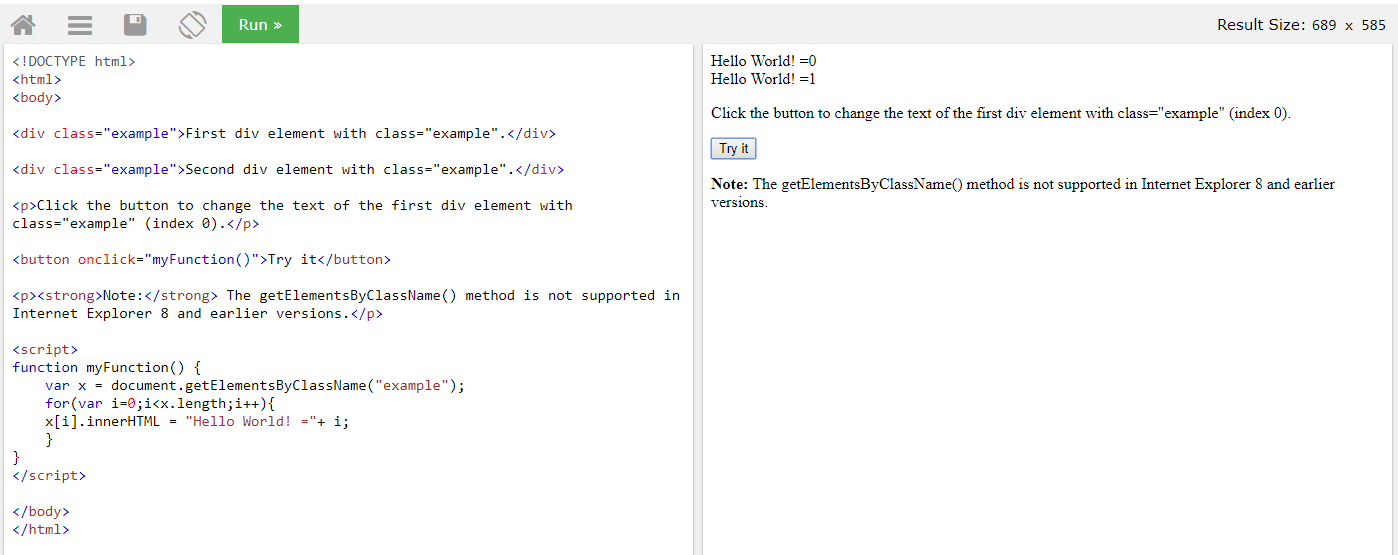 Run »
Result Size: 689 x 585
<!DOCTYPE html>
<html>
<body>
<div class="example">First div element with class="example".</div>
<div class="example">Second div element with class="example".</div>
<p>Click the button to change the text of the first div element with
class="example" (index 0).</p>
<button onclick="myFunction()">Try it</button>
<p><strong>Note:</strong> The getElementsByClassName() method is not supported in
Internet Explorer 8 and earlier versions.</p>
<script>
function myFunction() {
    var x = document.getElementsByClassName("example");
    for(var i=0;i<x.length;i++){
    x[i].innerHTML = "Hello World! ="+ i;
    }
}
</script>
</body>
</html>
Hello World! =0
Hello World! =1
Click the button to change the text of the first div element with class="example" (index 0).
Try it
Note: The getElementsByClassName() method is not supported in Internet Explorer 8 and earlier
versions.